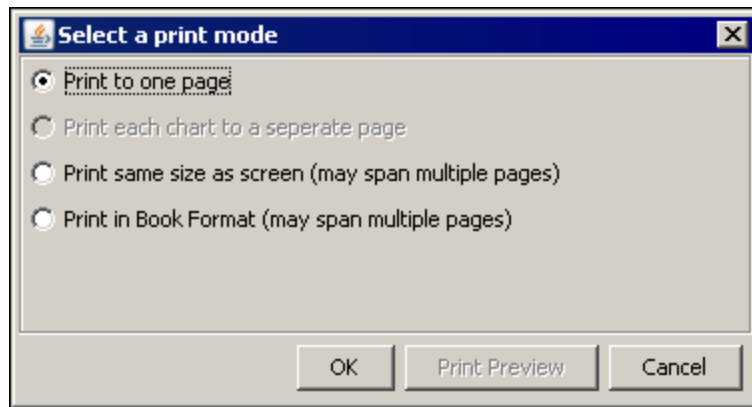 Select a print mode
Print to one page
Print each chart to a seperate page
Print same size as screen (may span multiple pages)
Print in Book Format (may span multiple pages)
OK Print Preview Cancel